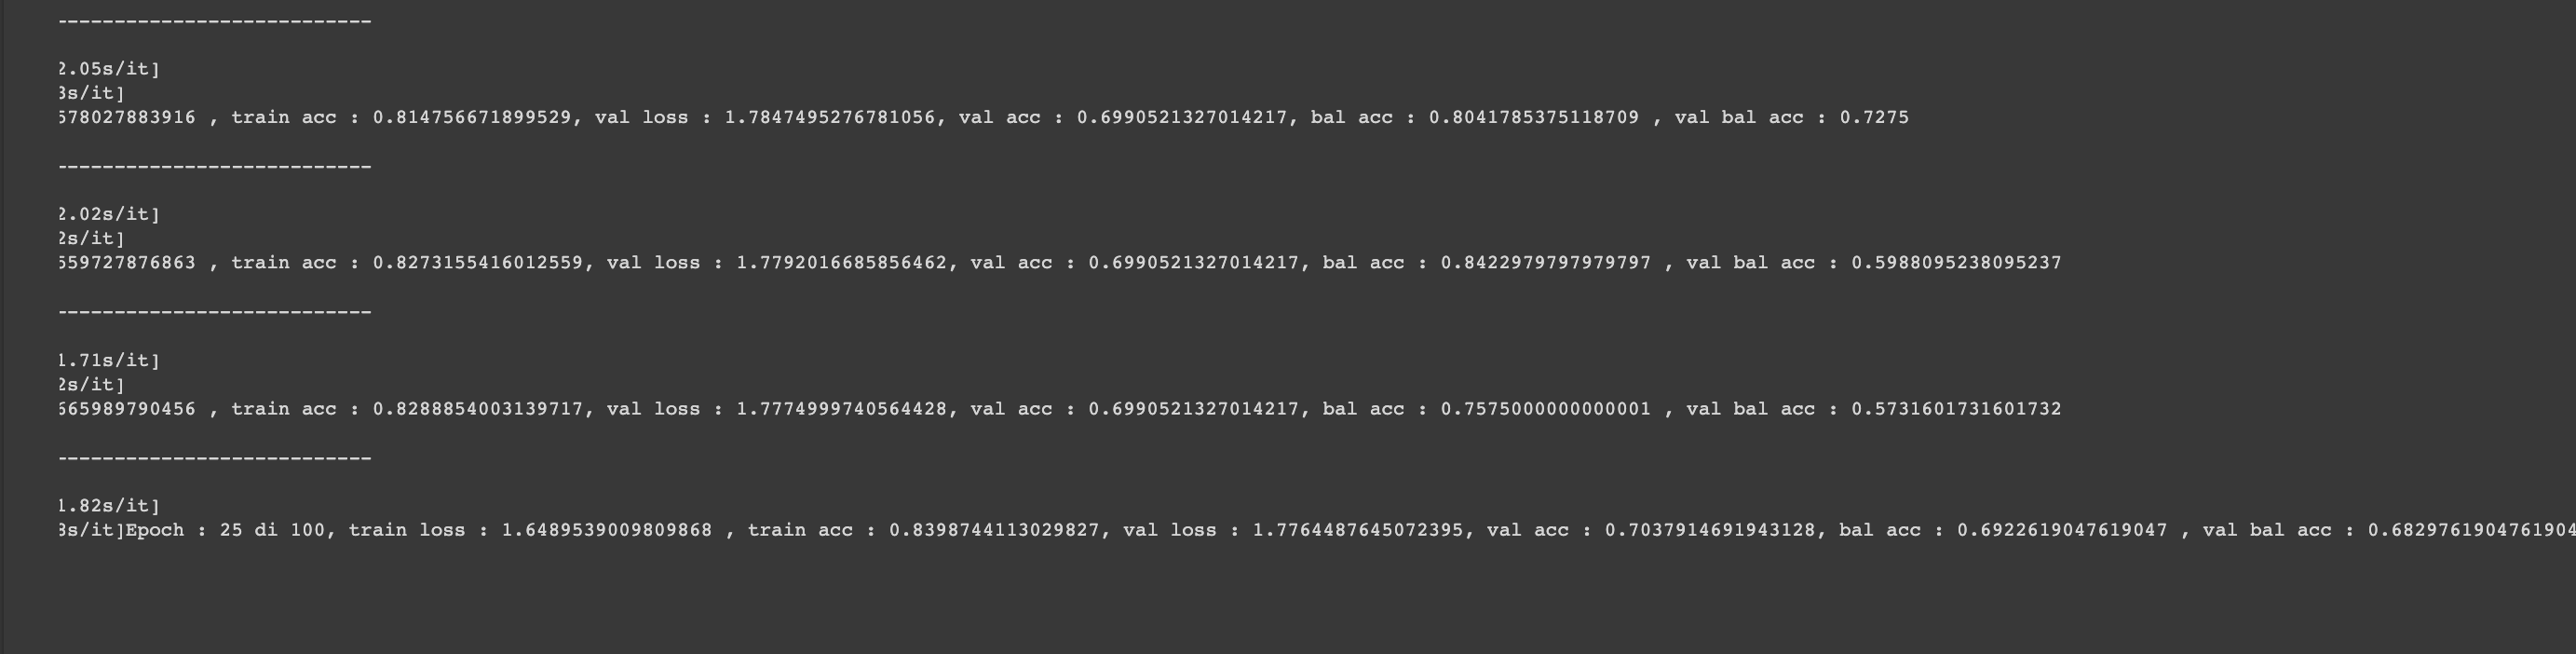 ---------------------------
2.05s/it]
3s/it]
578027883916 , train acc : 0.814756671899529, val loss : 1.7847495276781056, val acc : 0.6990521327014217, bal acc : 0.8041785375118709 , val bal acc : 0.7275
---------------------------
2.02s/it]
2s/it]
559727876863 , train acc : 0.8273155416012559, val loss : 1.7792016685856462, val acc : 0.6990521327014217, bal acc : 0.8422979797979797 , val bal acc : 0.5988095238095237
---------------------------
1.71s/it]
2s/it]
565989790456 , train acc : 0.8288854003139717, val loss : 1.7774999740564428, val acc : 0.6990521327014217, bal acc : 0.7575000000000001 , val bal acc : 0.5731601731601732
---------------------------
1.82s/it]
3s/it]Epoch : 25 di 100, train loss : 1.6489539009809868 , train acc : 0.8398744113029827, val loss : 1.7764487645072395, val acc : 0.7037914691943128, bal acc : 0.6922619047619047 , val bal acc : 0.6829761904761904